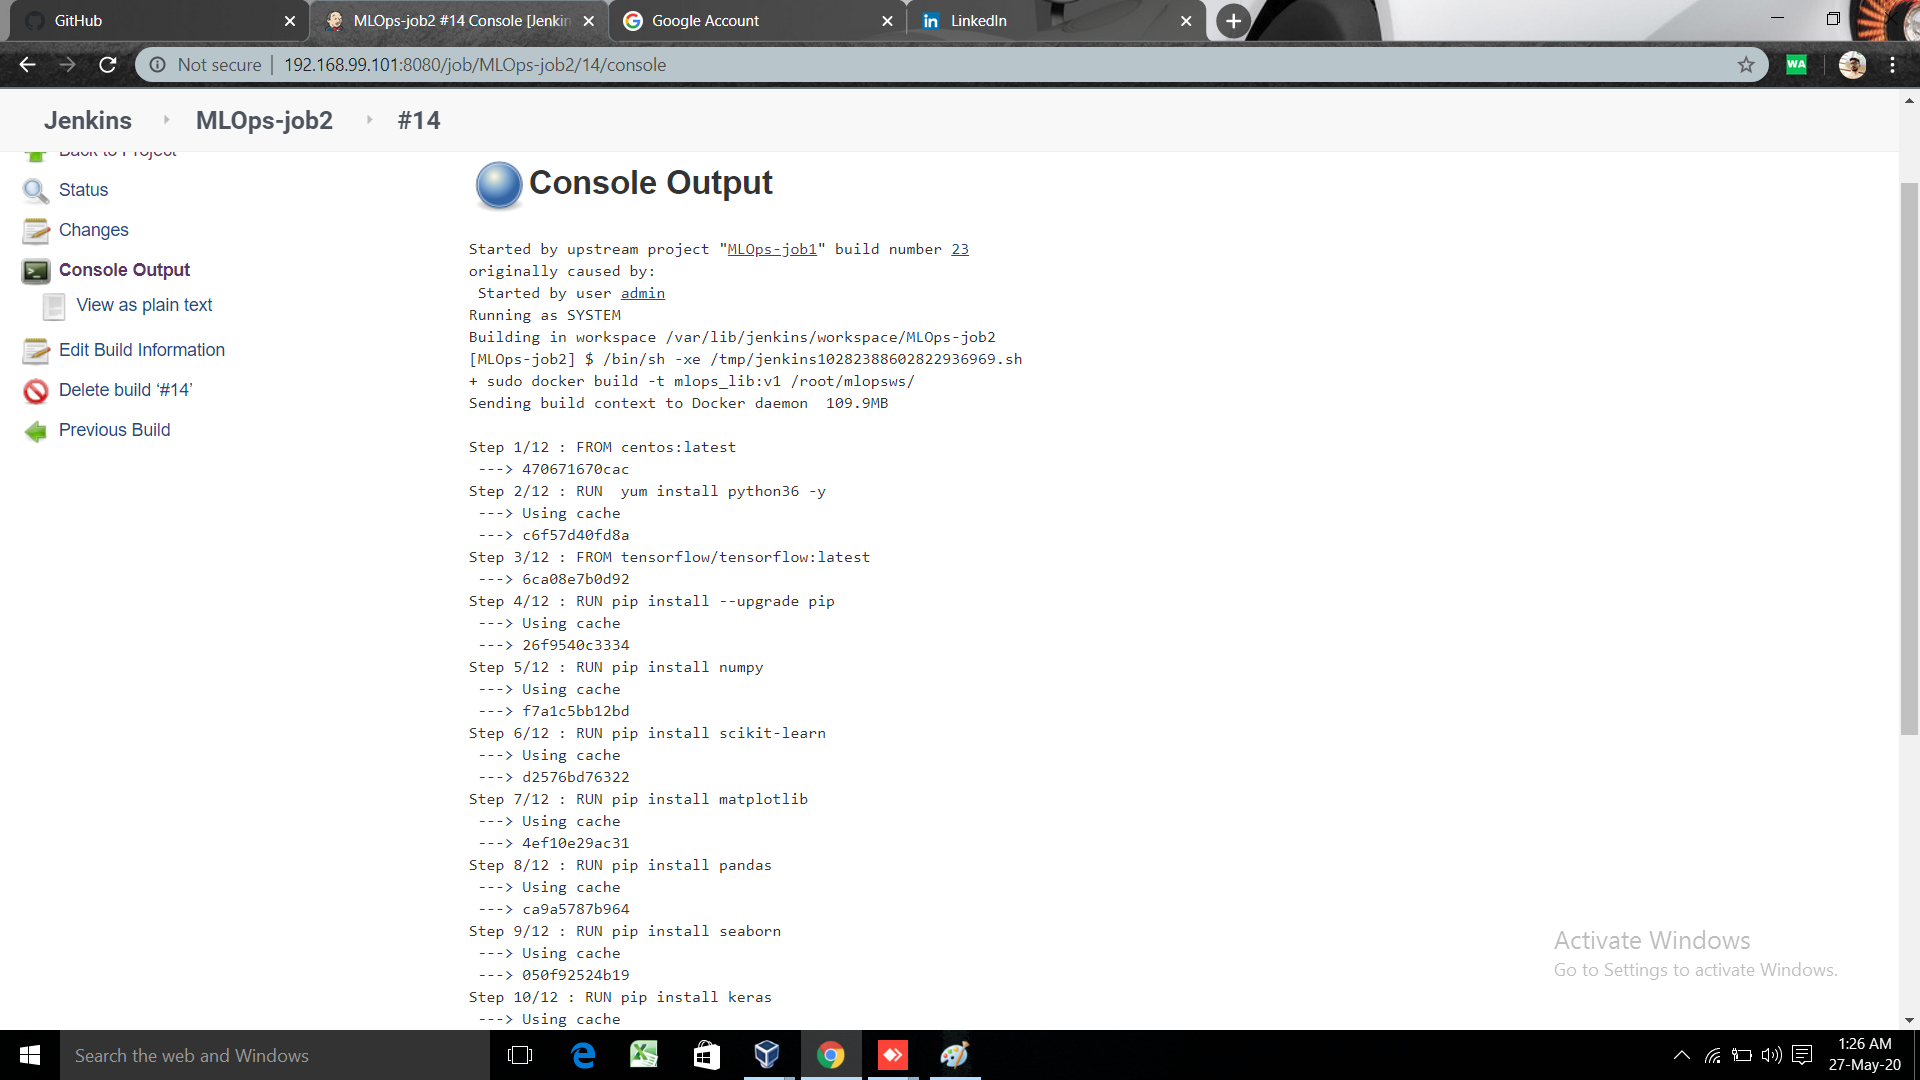 GitHub
MLOps-job2 #14 Console [Jenkin
Google Account
LinkedIn
Not secure | 192.168.99.101:8080/job/MLOps-job2/14/console
WA
Jenkins MLOps-job2 #14
Back to Project
Status
Changes
Console Output
View as plain text
Edit Build Information
Delete build ‘#14’
Previous Build
Console Output
Started by upstream project "MLOps-job1" build number 23
originally caused by:
Started by user admin
Running as SYSTEM
Building in workspace /var/lib/jenkins/workspace/MLOps-job2
[MLOps-job2] $ /bin/sh -xe /tmp/jenkins10282388602822936969.sh
+ sudo docker build -t mlops_lib:v1 /root/mlopsws/
Sending build context to Docker daemon  109.9MB
Step 1/12 : FROM centos:latest
---> 470671670cac
Step 2/12 : RUN  yum install python36 -y
---> Using cache
---> c6f57d40fd8a
Step 3/12 : FROM tensorflow/tensorflow:latest
---> 6ca08e7b0d92
Step 4/12 : RUN pip install --upgrade pip
---> Using cache
---> 26f9540c3334
Step 5/12 : RUN pip install numpy
---> Using cache
---> f7a1c5bb12bd
Step 6/12 : RUN pip install scikit-learn
---> Using cache
---> d2576bd76322
Step 7/12 : RUN pip install matplotlib
---> Using cache
---> 4ef10e29ac31
Step 8/12 : RUN pip install pandas
---> Using cache
---> ca9a5787b964
Step 9/12 : RUN pip install seaborn
---> Using cache
---> 050f92524b19
Step 10/12 : RUN pip install keras
---> Using cache
Activate Windows
Go to Settings to activate Windows.
Search the web and Windows
1:26 AM
27-May-20